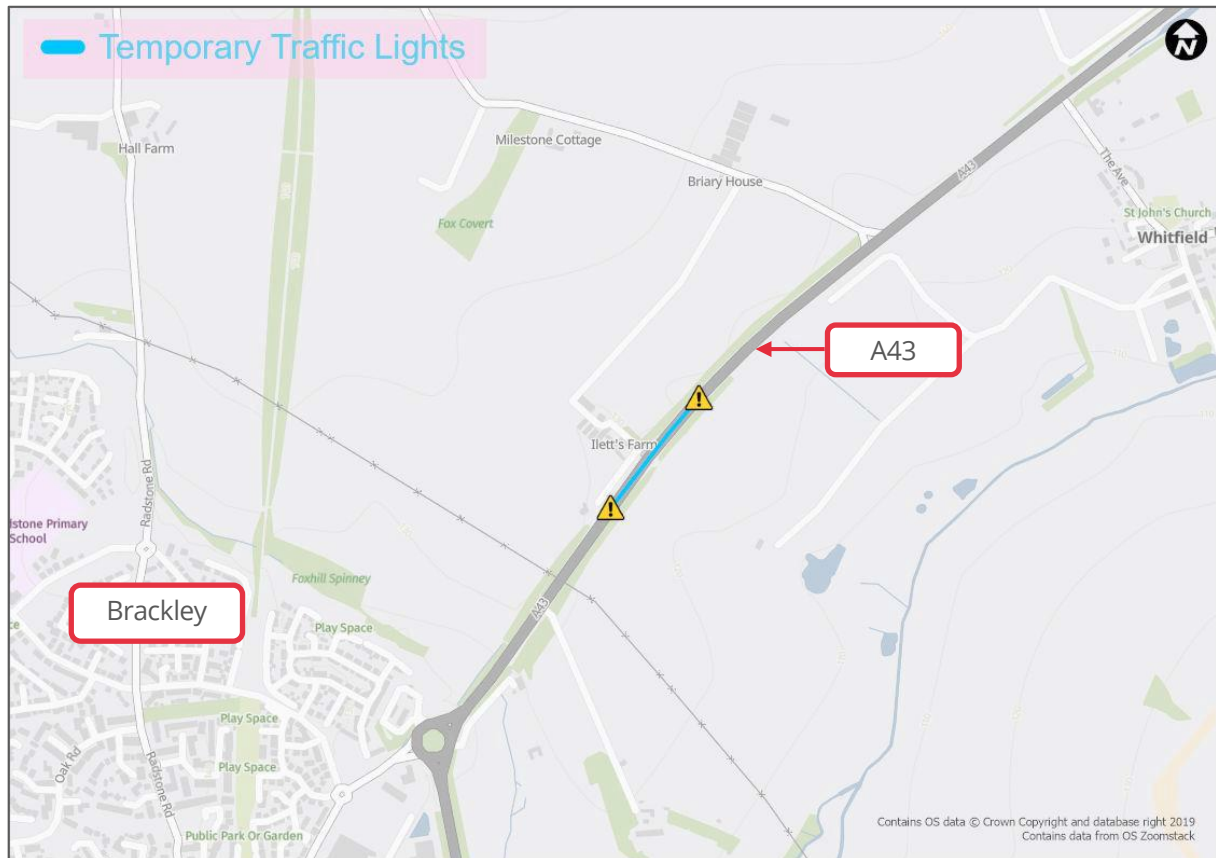 Temporary Traffic Lights
N
Hall Farm
Milestone Cottage
Briary House
A43
The Ave
Fox Covert
St John's Church
Whitfield
A43
Ilett's Farm
Radstone Rd
dstone Primary
School
Foxhill Spinney
Brackley
A43
Play Space
Play Space
Oak Rd
Play Space
Radstone Rd
Public Park Or Garden
Contains OS data © Crown Copyright and database right 2019
Contains data from OS Zoomstack